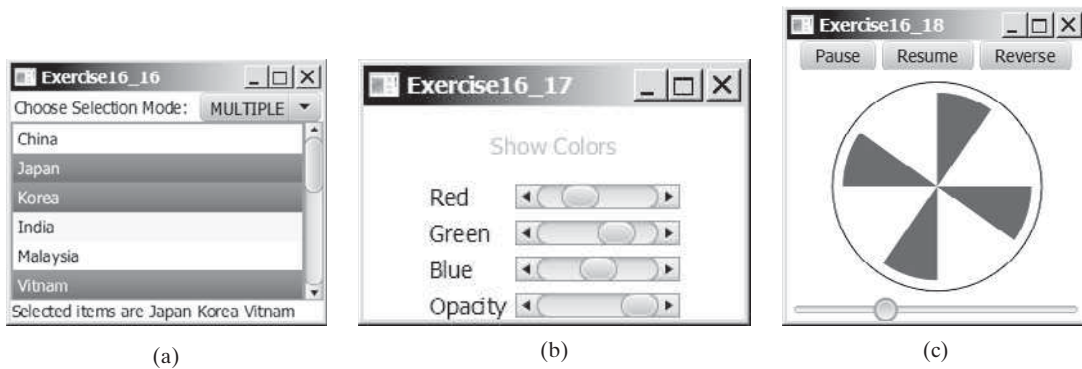 Exercise16_16
Choose Selection Mode: MULTIPLE
China
Japan
Korea
India
Malaysia
Vitnam
Selected items are Japan Korea Vitnam
(a)
Exercise16_17
Show Colors
Red
Green
Blue
Opacity
(b)
Exercise16_18
Pause Resume Reverse
(c)